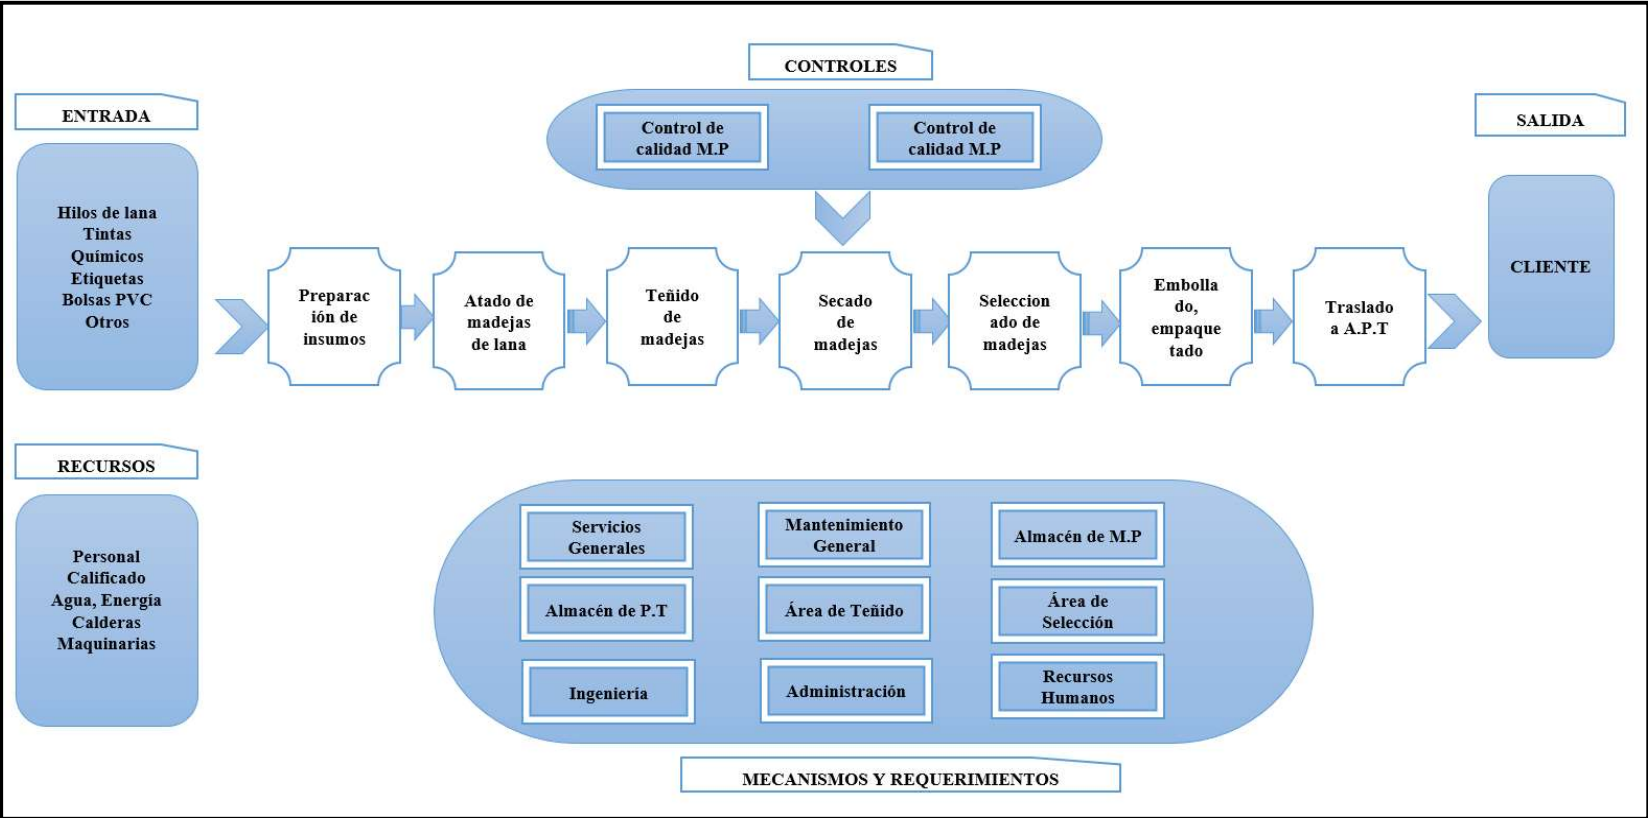 CONTROLES
ENTRADA
SALIDA
Control de
calidad M.P
Control de
calidad M.P
Hilos de lana
Tintas
Químicos
Etiquetas
Bolsas PVC
Otros
Preparac
ión de
insumos
Atado de
madejas
de lana
Teñido
de
madejas
Secado
de
madejas
Seleccion
ado de
madejas
Embolla
do,
empaque
tado
Traslado
a A.P.T
CLIENTE
RECURSOS
Personal
Calificado
Agua, Energía
Calderas
Maquinarias
Servicios
Generales
Mantenimiento
General
Almacén de M.P
Almacén de P.T
Área de Teñido
Área de
Selección
Ingeniería
Administración
Recursos
Humanos
MECANISMOS Y REQUERIMIENTOS